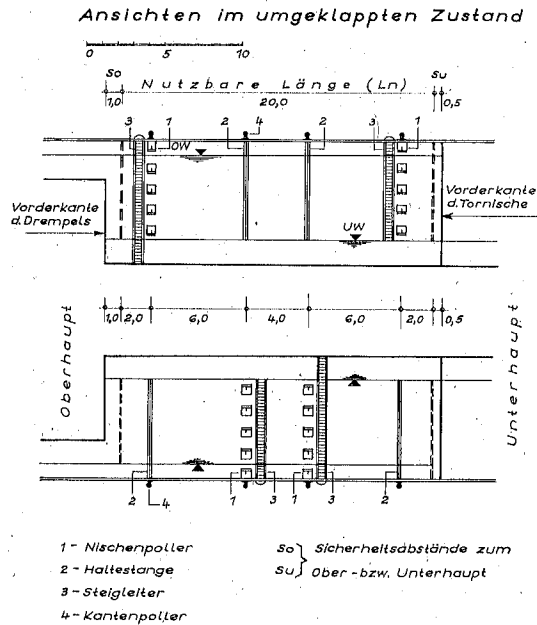 Ansichten im umgeklappten Zustand
0 5 10
So Nutzbare Länge (Ln) Su
1,0 20,0 0,5
3 1 2 4 2 3 1
OW
Vorderkante
d. Drempels
Vorderkante
d. Tornische
UW
1,0 2,0 6,0 4,0 6,0 2,0 0,5
Oberhaupt
Unterhaupt
2 4 1 3 1 3 2
1 - Nischenpoller
2 - Haltestange
3 - Steigleiter
4 - Kantenpoller
So } Sicherheitsabstände zum
Su } Ober - bzw. Unterhaupt